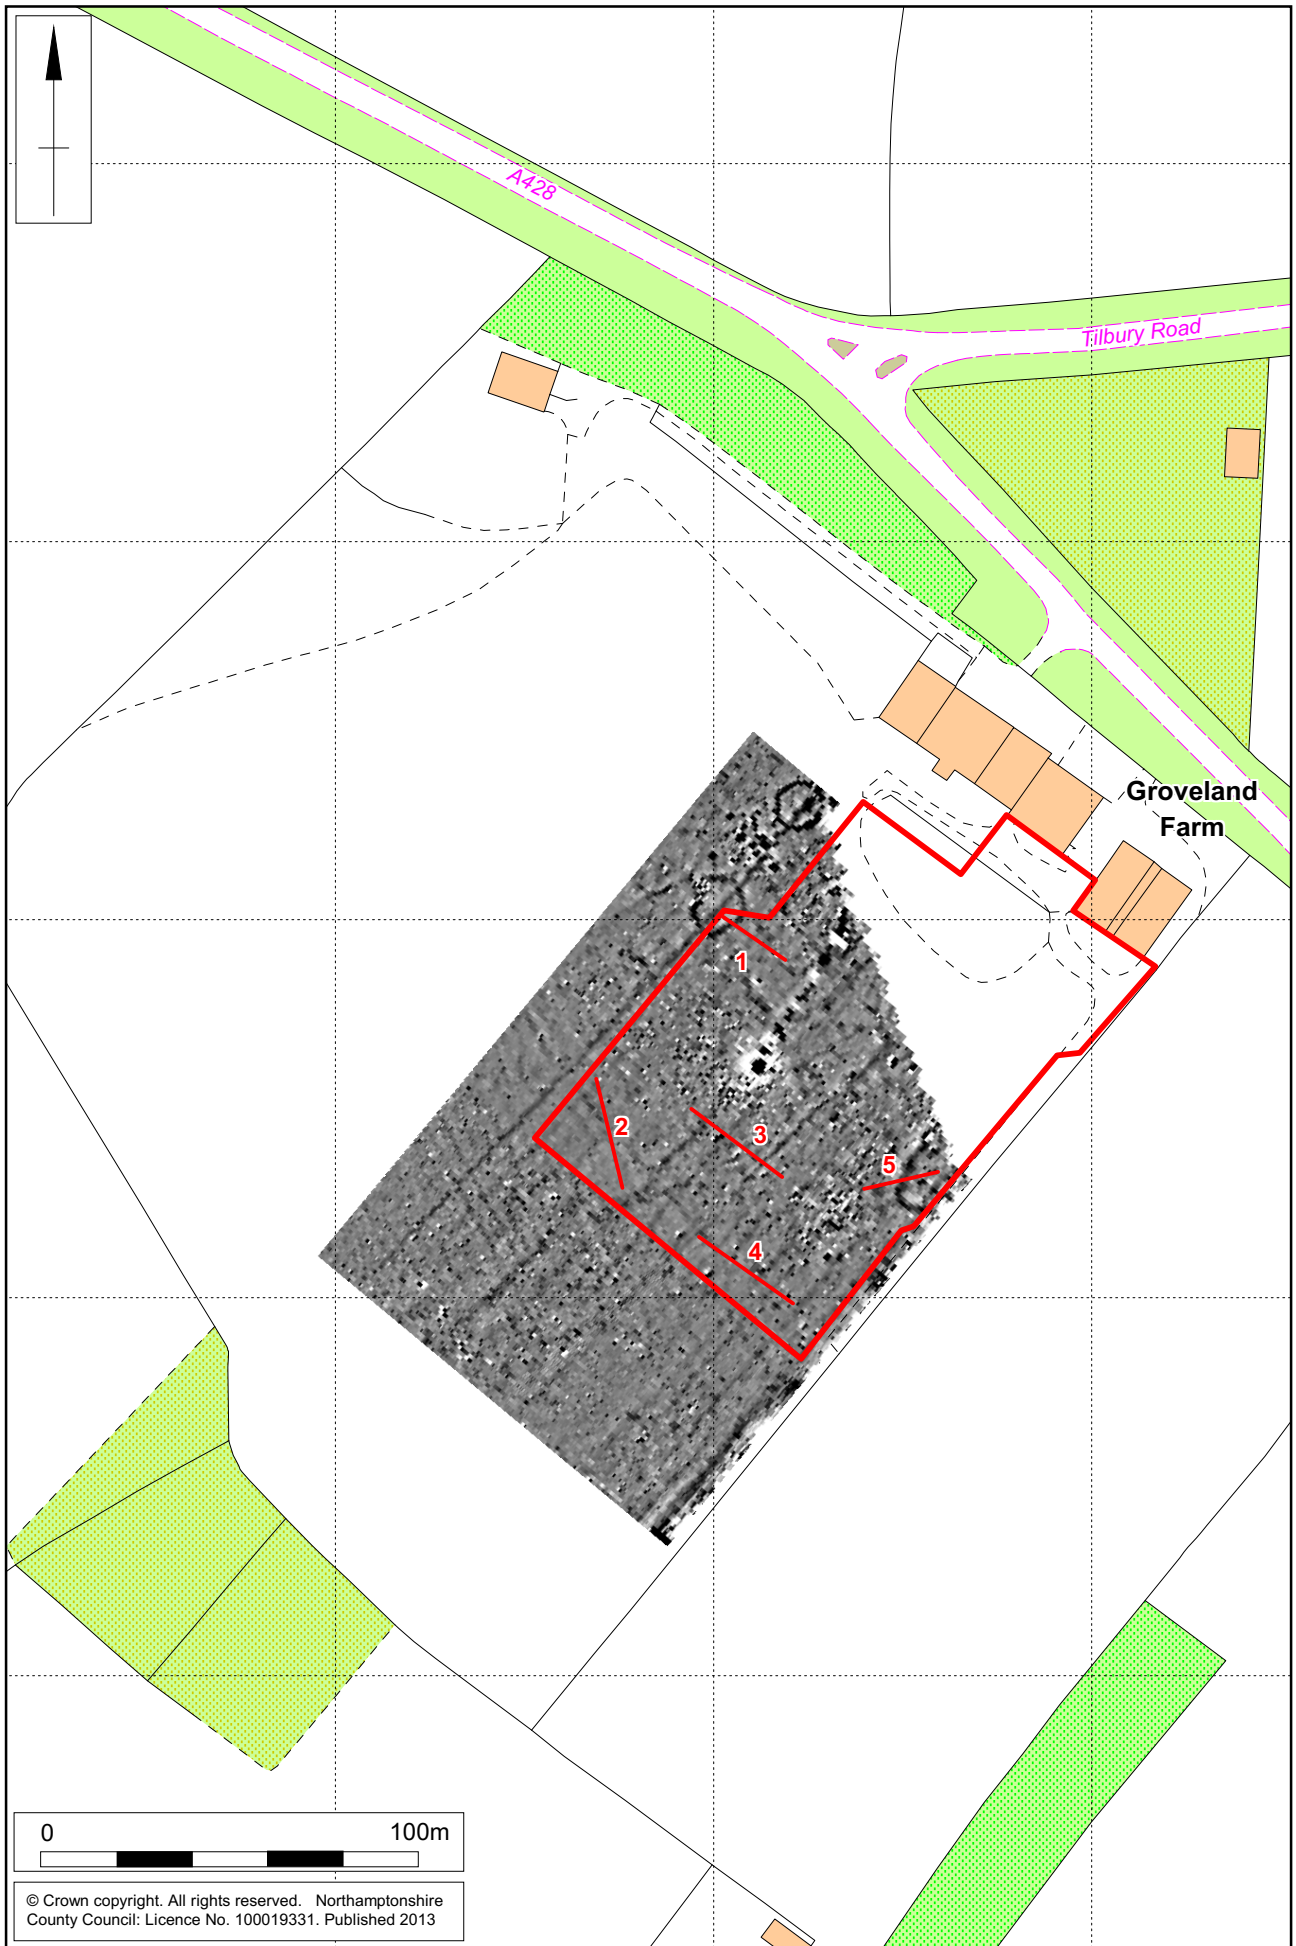 A428
Tilbury Road
Groveland
Farm
1
2
3
5
4
0 100m
© Crown copyright. All rights reserved. Northamptonshire
County Council: Licence No. 100019331. Published 2013